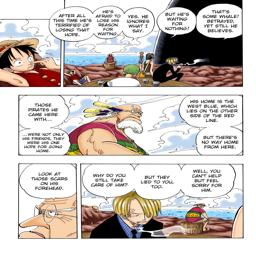 THAT'S
SOME WHALE!
BETRAYED,
YET STILL HE
BELIEVES.
BUT HE'S
WAITING
FOR
NOTHING!
YES. HE
IGNORES
WHAT I
SAY.
HE'S
AFRAID TO
LOSE HIS
REASON
FOR
WAITING...
AFTER ALL
THIS TIME HE'S
TERRIFIED OF
LOSING THAT
HOPE.
HIS HOME IS THE
WEST BLUE, WHICH
LIES ON THE OTHER
SIDE OF THE RED
LINE.
BUT THERE'S
NO WAY HOME
FROM HERE.
THOSE
PIRATES HE
CAME HERE
WITH...
...WERE NOT ONLY
HIS FRIENDS,
THEY WERE HIS
ONE HOPE FOR
GOING HOME.
WELL, YOU
CAN'T HELP
BUT FEEL
SORRY FOR
HIM.
BUT THEY
LIED TO
YOU, TOO.
WHY DO YOU
STILL TAKE
CARE OF HIM?
LOOK AT
THOSE SCARS
ON HIS
FOREHEAD.